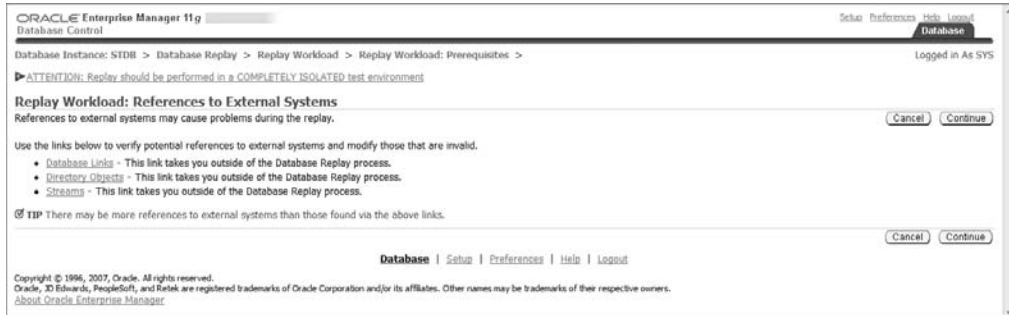 ORACLE Enterprise Manager 11g
Database Control
Setup Preferences Help Logout
Database
Database Instance: STDB > Database Replay > Replay Workload > Replay Workload: Prerequisites >
Logged in As SYS
ATTENTION: Replay should be performed in a COMPLETELY ISOLATED test environment
Replay Workload: References to External Systems
References to external systems may cause problems during the replay.
Cancel Continue
Use the links below to verify potential references to external systems and modify those that are invalid.
• Database Links - This link takes you outside of the Database Replay process.
• Directory Objects - This link takes you outside of the Database Replay process.
• Streams - This link takes you outside of the Database Replay process.
TIP There may be more references to external systems than those found via the above links.
Cancel Continue
Database | Setup | Preferences | Help | Logout
Copyright © 1996, 2007, Oracle. All rights reserved.
Oracle, JD Edwards, PeopleSoft, and Retek are registered trademarks of Oracle Corporation and/or its affiliates. Other names may be trademarks of their respective owners.
About Oracle Enterprise Manager